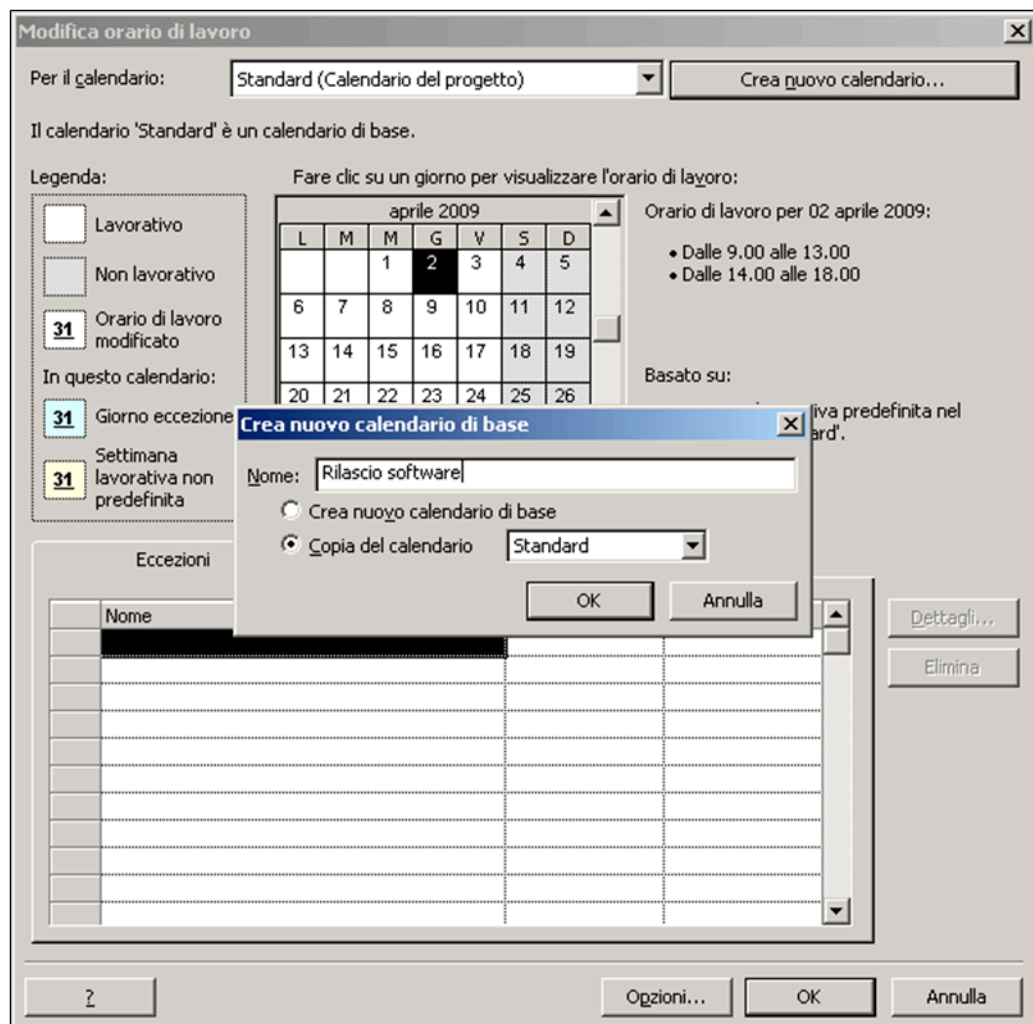 Modifica orario di lavoro
Per il calendario:
Standard (Calendario del progetto)
Crea nuovo calendario...
Il calendario 'Standard' è un calendario di base.
Legenda:
Fare clic su un giorno per visualizzare l'orario di lavoro:
Lavorativo
Non lavorativo
31 Orario di lavoro
modificato
In questo calendario:
31 Giorno eccezione
Settimana
31 lavorativa non
predefinita
aprile 2009
L M M G V S D
1 2 3 4 5
6 7 8 9 10 11 12
13 14 15 16 17 18 19
20 21 22 23 24 25 26
Orario di lavoro per 02 aprile 2009:
• Dalle 9.00 alle 13.00
• Dalle 14.00 alle 18.00
Basato su:
predefinita nel
Crea nuovo calendario di base
Nome: Rilascio software
Crea nuovo calendario di base
Copia del calendario Standard
OK Annulla
Eccezioni
Nome
Dettagli...
Elimina
? Opzioni... OK Annulla